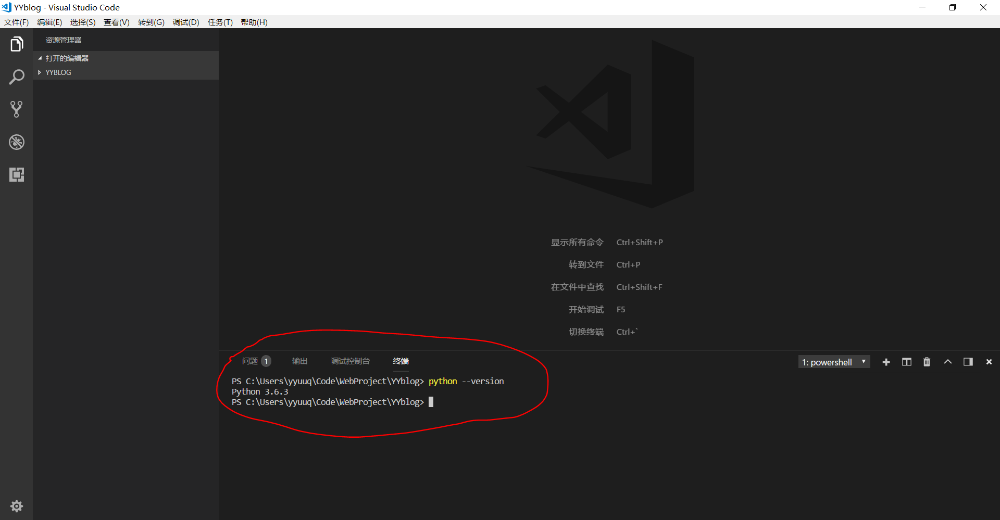 YYblog - Visual Studio Code
文件(F) 编辑(E) 选择(S) 查看(V) 转到(G) 调试(D) 任务(T) 帮助(H)
资源管理器
打开的编辑器
YYBLOG
显示所有命令 Ctrl+Shift+P
转到文件 Ctrl+P
在文件中查找 Ctrl+Shift+F
开始调试 F5
切换终端 Ctrl+`
问题 1 输出 调试控制台 终端 1: powershell
PS C:\Users\yyuuq\Code\WebProject\YYblog> python --version
Python 3.6.3
PS C:\Users\yyuuq\Code\WebProject\YYblog>